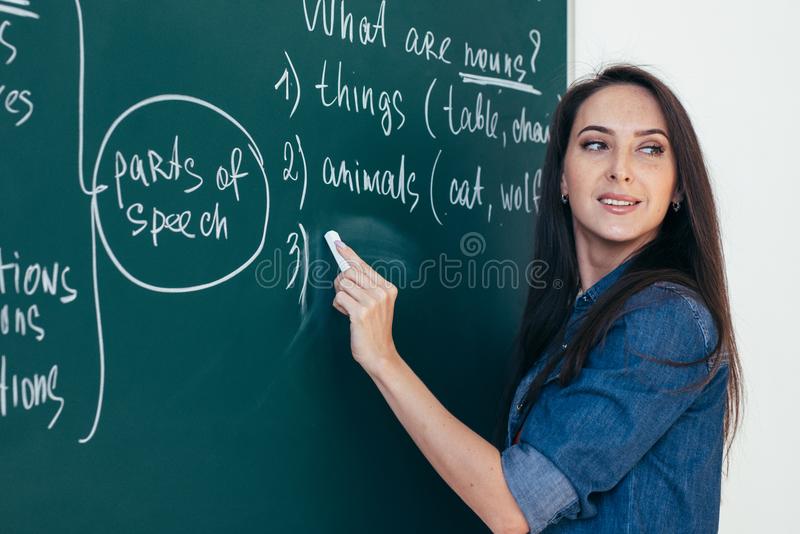 What are nouns?
1) things (table, chai
2) animals (cat, wolf
3)
parts of
speech
tions
ons
tions
dreamstime